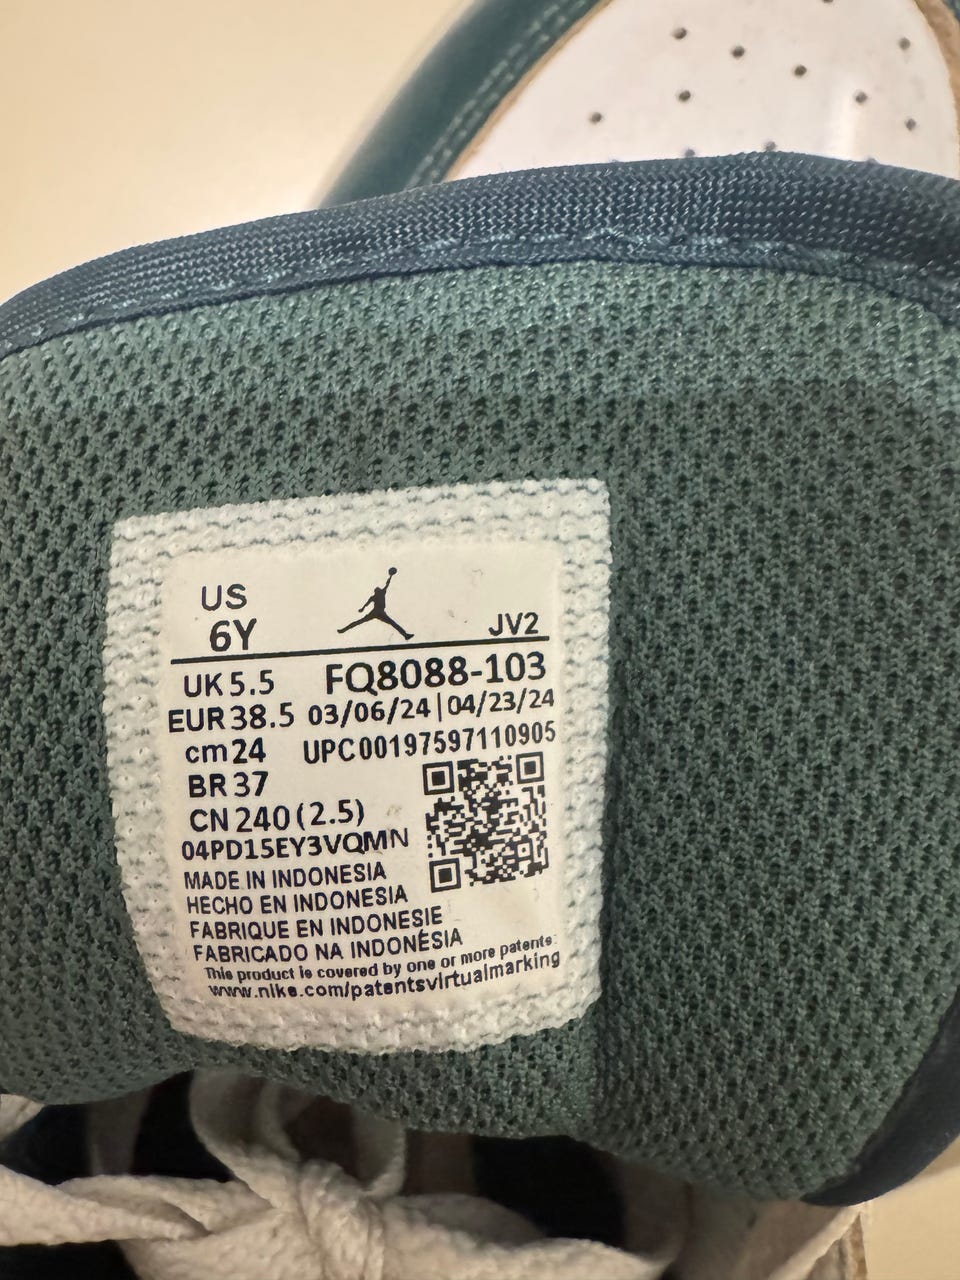 US
6Y
JV2
UK 5.5 FQ8088-103
EUR 38.5 03/06/24|04/23/24
cm 24 UPC00197597110905
BR 37
CN 240 (2.5)
04PD15EY3VQMN
MADE IN INDONESIA
HECHO EN INDONESIA
FABRIQUE EN INDONESIE
FABRICADO NA INDONÉSIA
This product is covered by one or more patents:
www.nike.com/patentsvirtualmarking